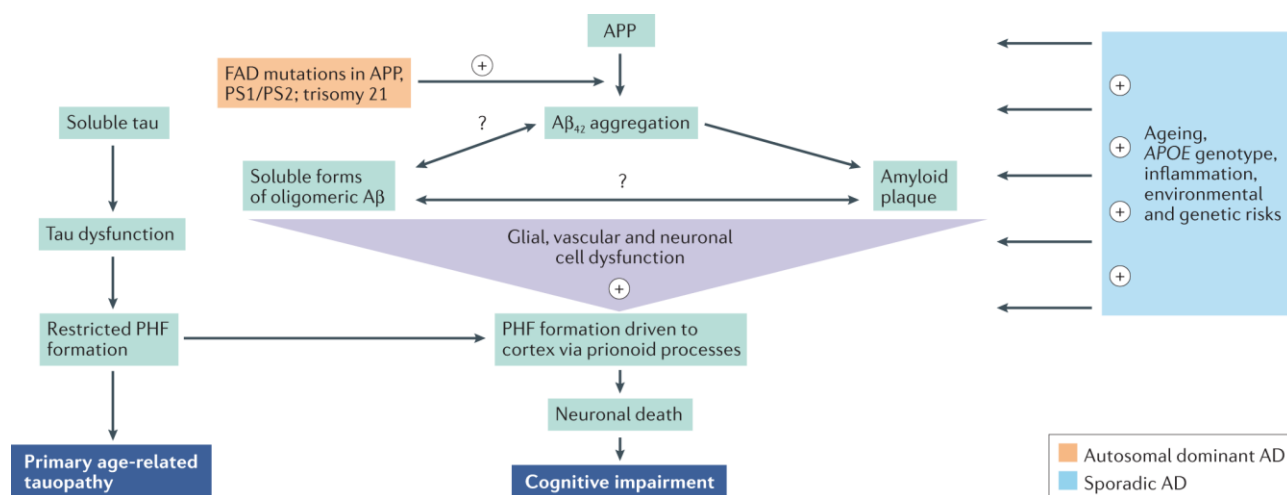 APP
FAD mutations in APP,
PS1/PS2; trisomy 21
+
Soluble tau
?
Aβ₄₂ aggregation
Soluble forms
of oligomeric Aβ
?
Amyloid
plaque
Tau dysfunction
Glial, vascular and neuronal
cell dysfunction
+
Restricted PHF
formation
PHF formation driven to
cortex via prionoid processes
Neuronal death
Primary age-related
tauopathy
Cognitive impairment
+
+
+
+
Ageing,
APOE genotype,
inflammation,
environmental
and genetic risks
Autosomal dominant AD
Sporadic AD